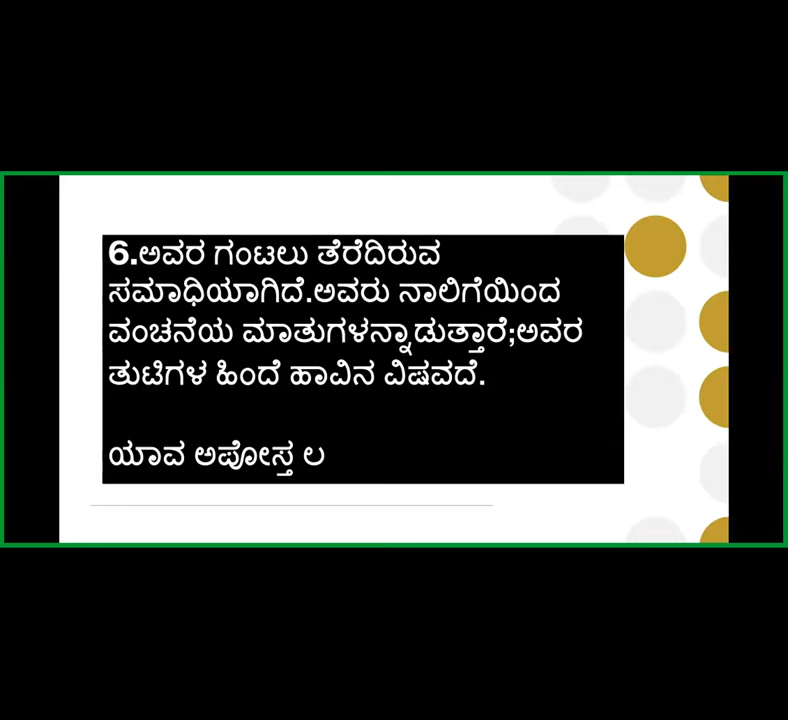 6.ಅವರ ಗಂಟಲು ತೆರೆದಿರುವ
ಸಮಾಧಿಯಾಗಿದೆ.ಅವರು ನಾಲಿಗೆಯಿಂದ
ವಂಚನೆಯ ಮಾತುಗಳನ್ನಾಡುತ್ತಾರೆ;ಅವರ
ತುಟಿಗಳ ಹಿಂದೆ ಹಾವಿನ ವಿಷವದೆ.
ಯಾವ ಅಪೋಸ್ತ ಲ